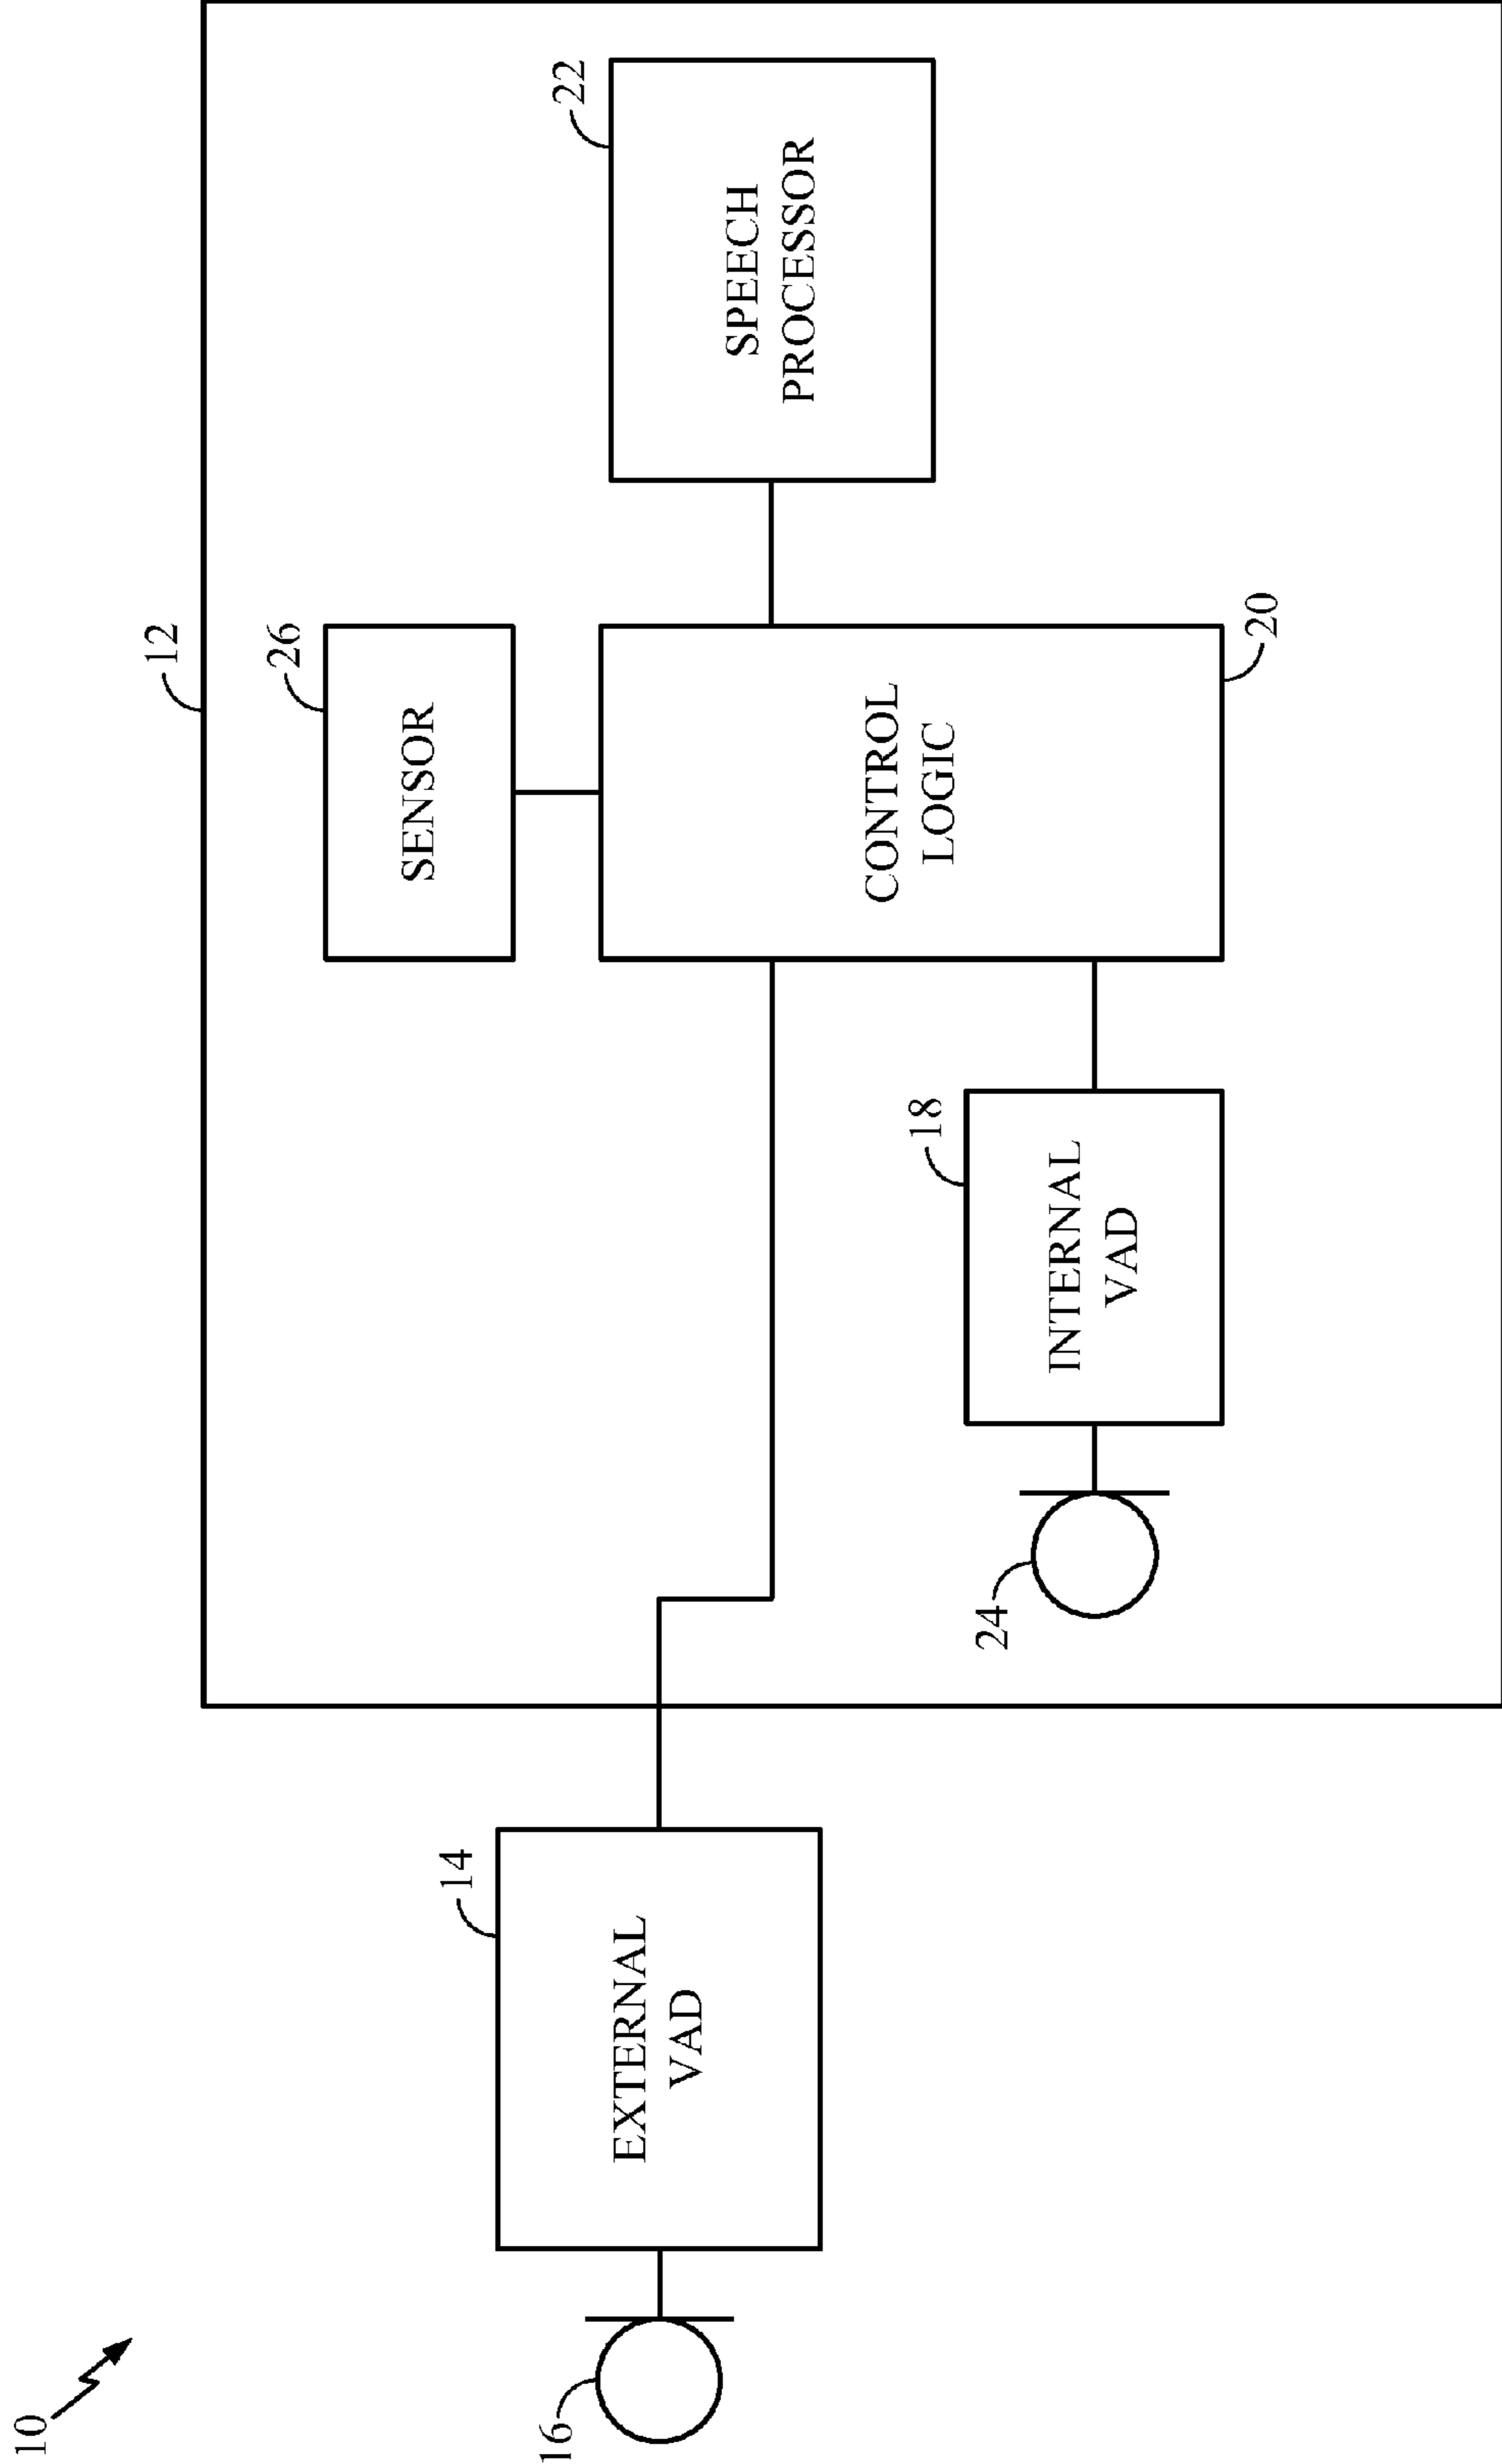 10
12
26
SENSOR
22
SPEECH
PROCESSOR
14
EXTERNAL
VAD
16
CONTROL
LOGIC
20
18
INTERNAL
VAD
24